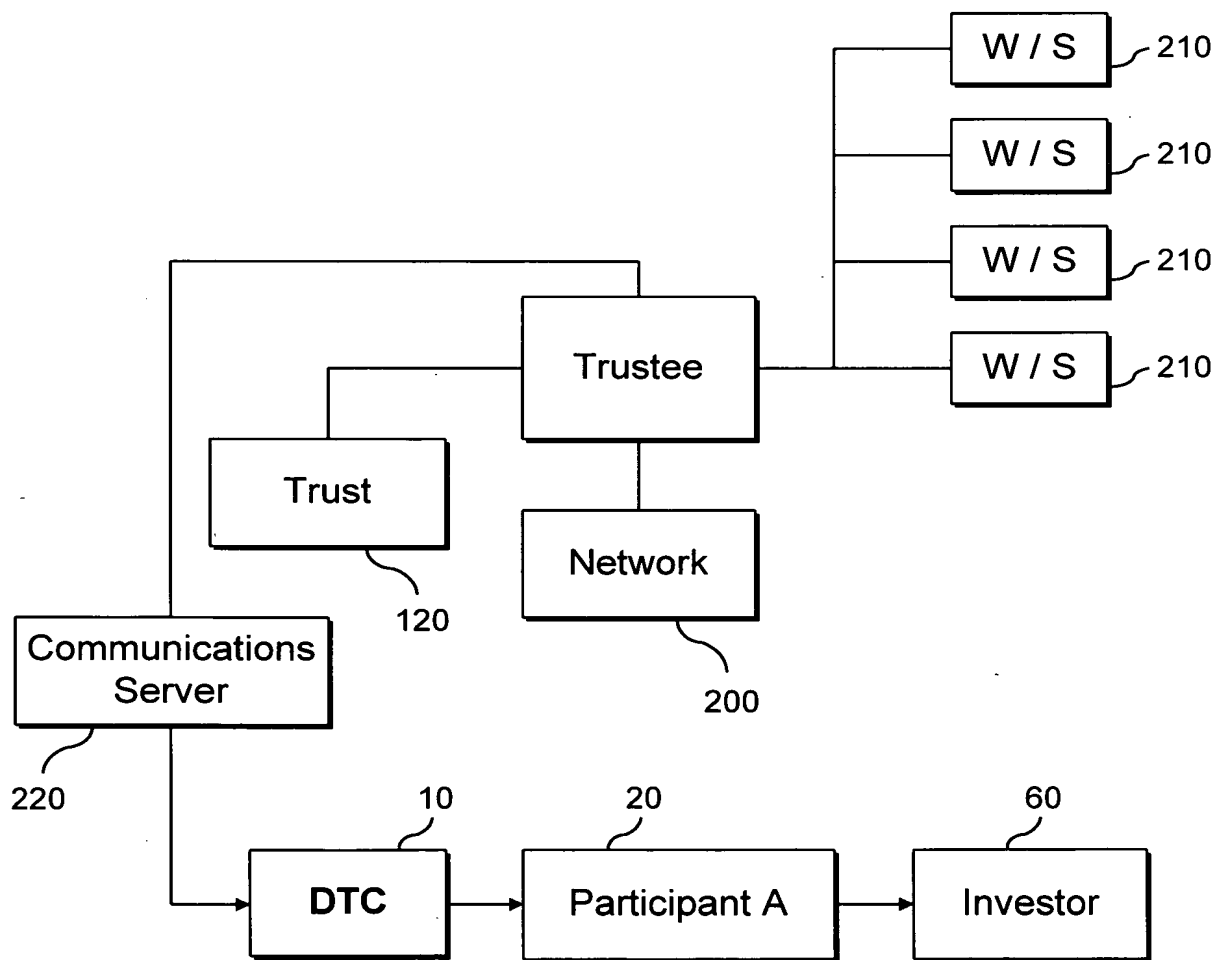 W / S
210
W / S
210
W / S
210
Trustee
W / S
210
Trust
120
Network
200
Communications
Server
220
10
20
60
DTC
Participant A
Investor